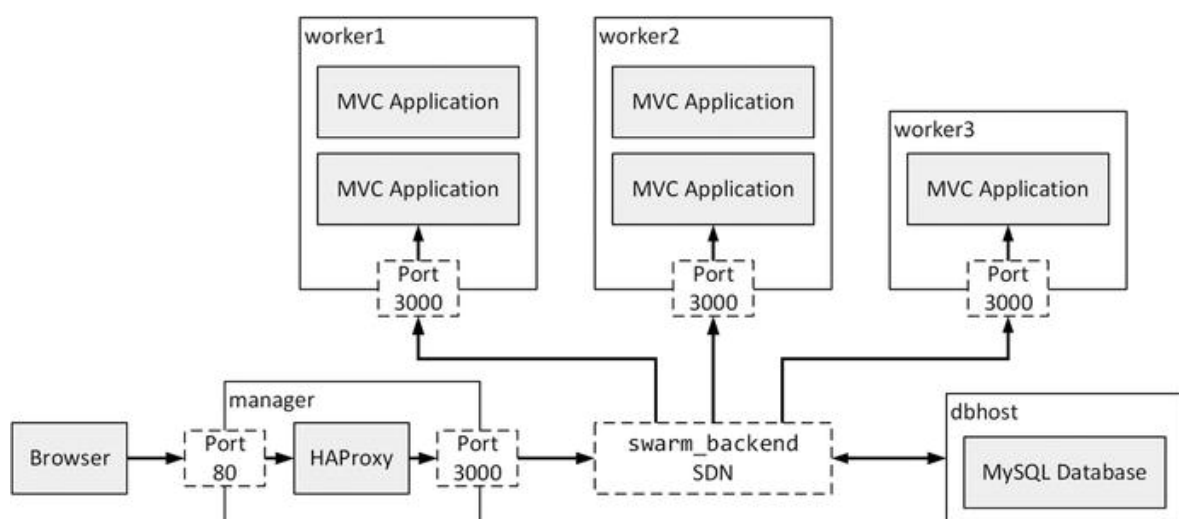 worker1
MVC Application
MVC Application
Port
3000
worker2
MVC Application
MVC Application
Port
3000
worker3
MVC Application
Port
3000
Browser
manager
Port
80
HAProxy
Port
3000
swarm_backend
SDN
dbhost
MySQL Database